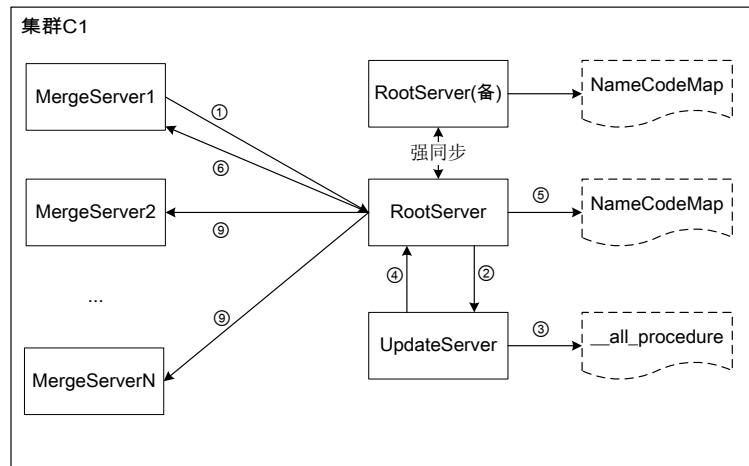 集群C1
MergeServer1
①
⑥
RootServer(备)
NameCodeMap
强同步
MergeServer2
⑨
RootServer
⑤
NameCodeMap
...
⑨
④
②
MergeServerN
UpdateServer
③
__all_procedure